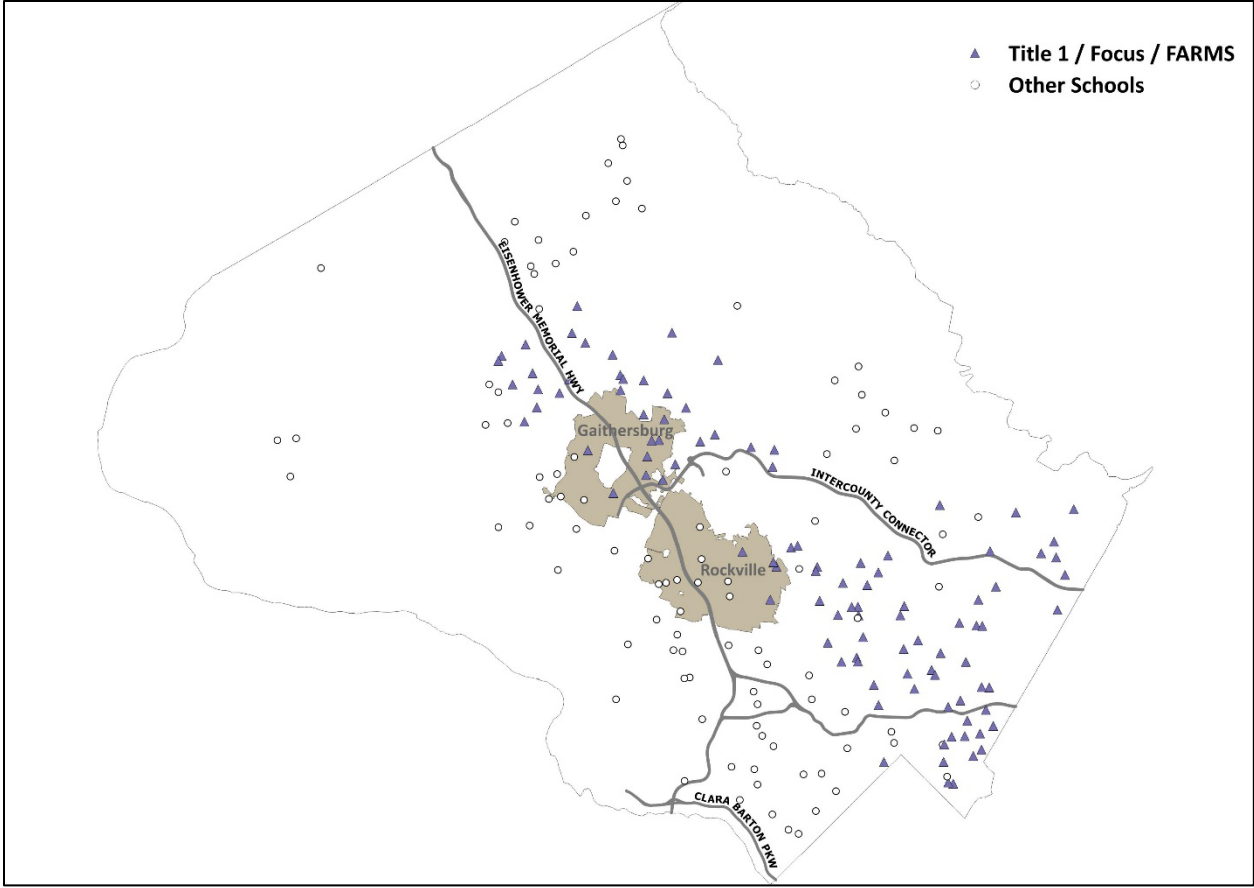 Title 1 / Focus / FARMS
Other Schools
EISENHOWER MEMORIAL HWY
Gaithersburg
INTERCOUNTY CONNECTOR
Rockville
CLARA BARTON PKW